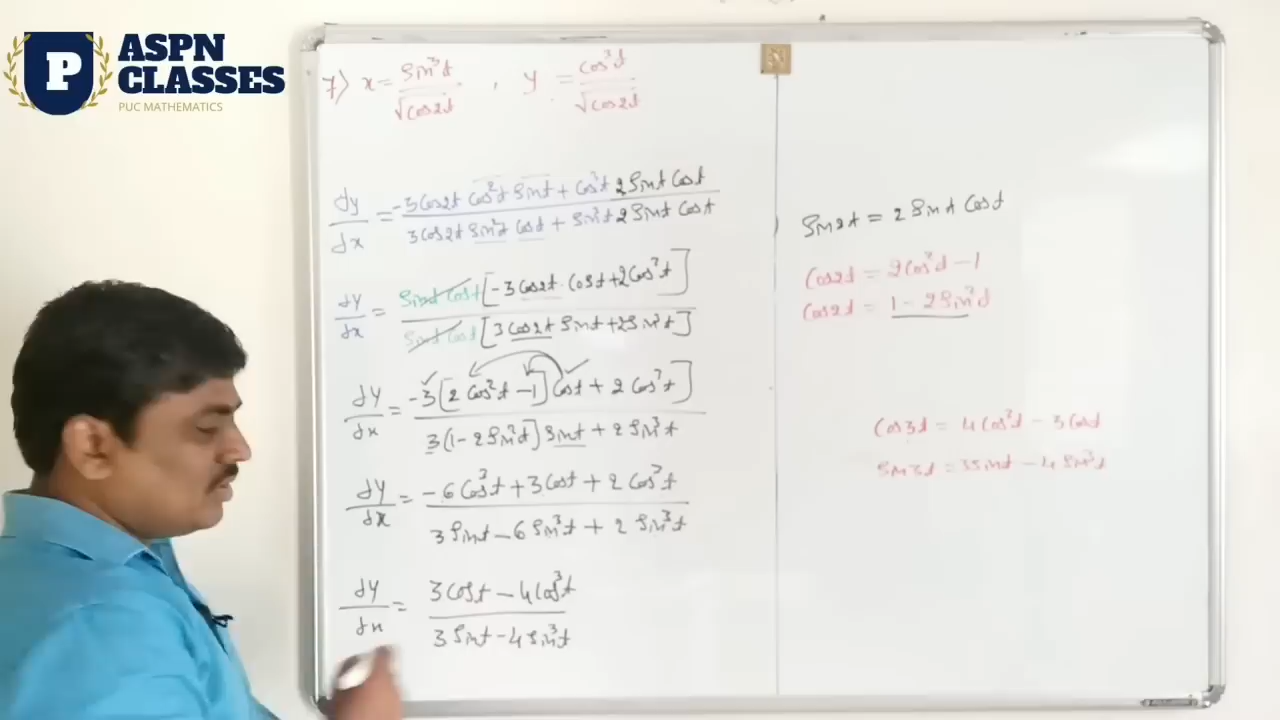 P
ASPN
CLASSES
PUC MATHEMATICS
7) x = Sin³t/√cos2t , y = cos³t/√cos2t
dy/dx = -3cos2t cos²t Sint + cos³t 2Sint Cost / 3cos2t Sin²t cost + Sin³t 2Sint Cost
dy/dx = Sint Cost [-3cos2t · cost + 2Cos³t] / Sint Cost [3cos2t Sint + 2Sin³t]
dy/dx = -3[2cos²t - 1] cost + 2Cos³t] / 3(1 - 2Sin²t] Sint + 2Sin³t
dy/dx = -6Cos³t + 3Cost + 2Cos³t / 3Sint - 6Sin³t + 2Sin³t
dy/dx = 3Cost - 4Cos³t / 3Sint - 4Sin³t
Sin2t = 2Sint Cost
Cos2t = 2Cos²t - 1
Cos2t = 1 - 2Sin²t
Cos3t = 4Cos³t - 3Cost
Sin3t = 3Sint - 4Sin³t